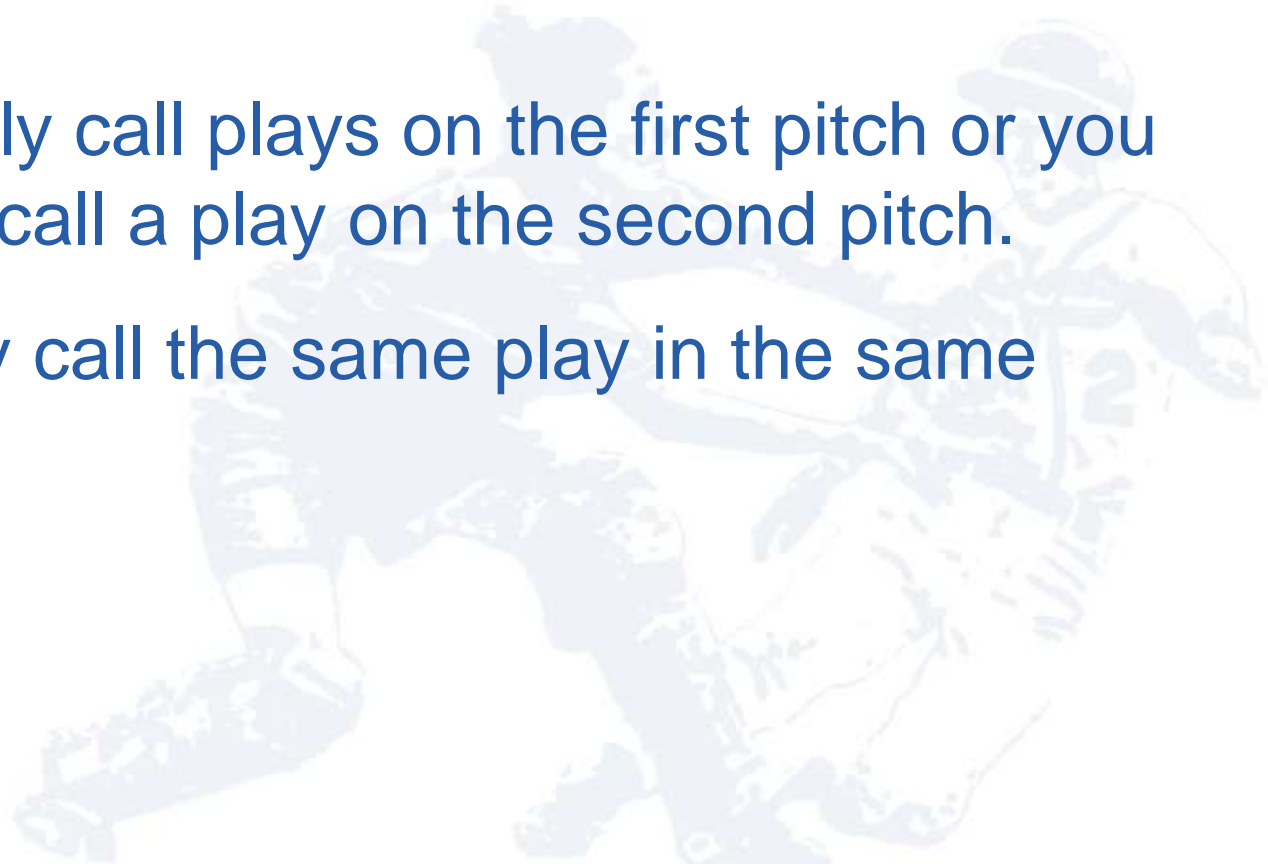 ly call plays on the first pitch or you
call a play on the second pitch.
y call the same play in the same
2